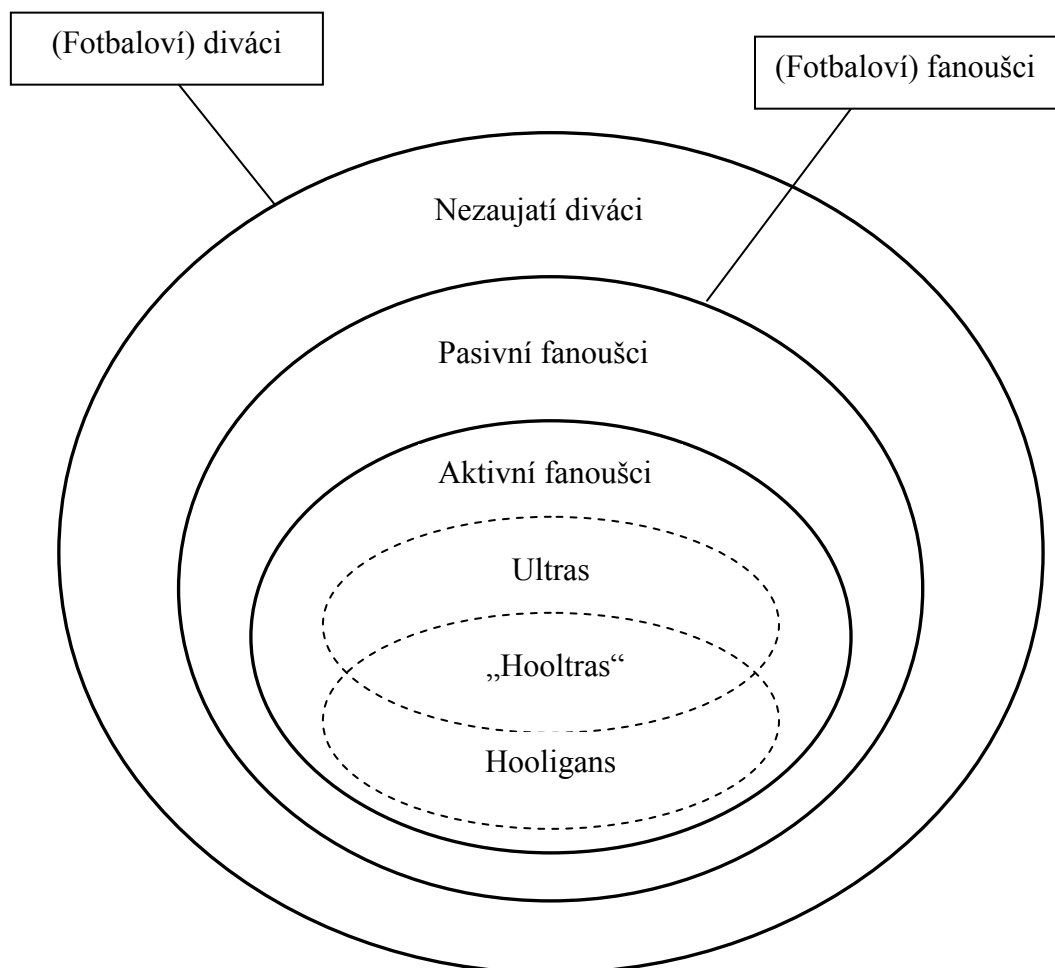 (Fotbaloví) diváci
(Fotbaloví) fanoušci
Nezaujatí diváci
Pasivní fanoušci
Aktivní fanoušci
Ultras
„Hooltras“
Hooligans